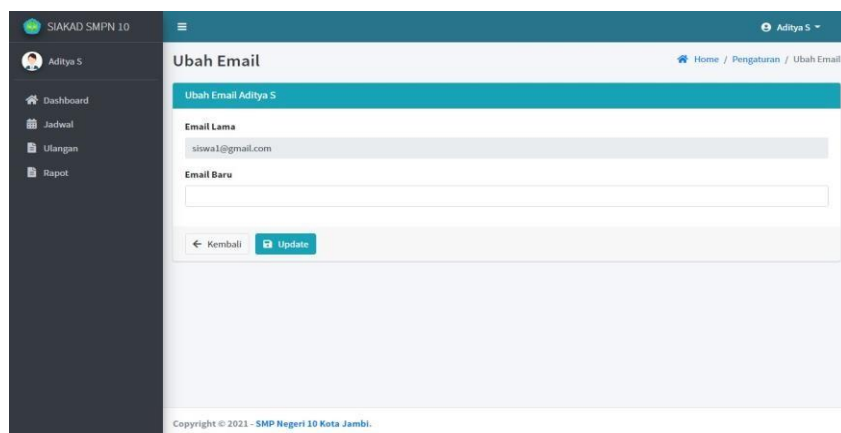 SIAKAD SMPN 10
Aditya S
Aditya S
Dashboard
Jadwal
Ulangan
Rapot
Ubah Email
Home / Pengaturan / Ubah Email
Ubah Email Aditya S
Email Lama
siswa1@gmail.com
Email Baru
Kembali
Update
Copyright © 2021 - SMP Negeri 10 Kota Jambi.